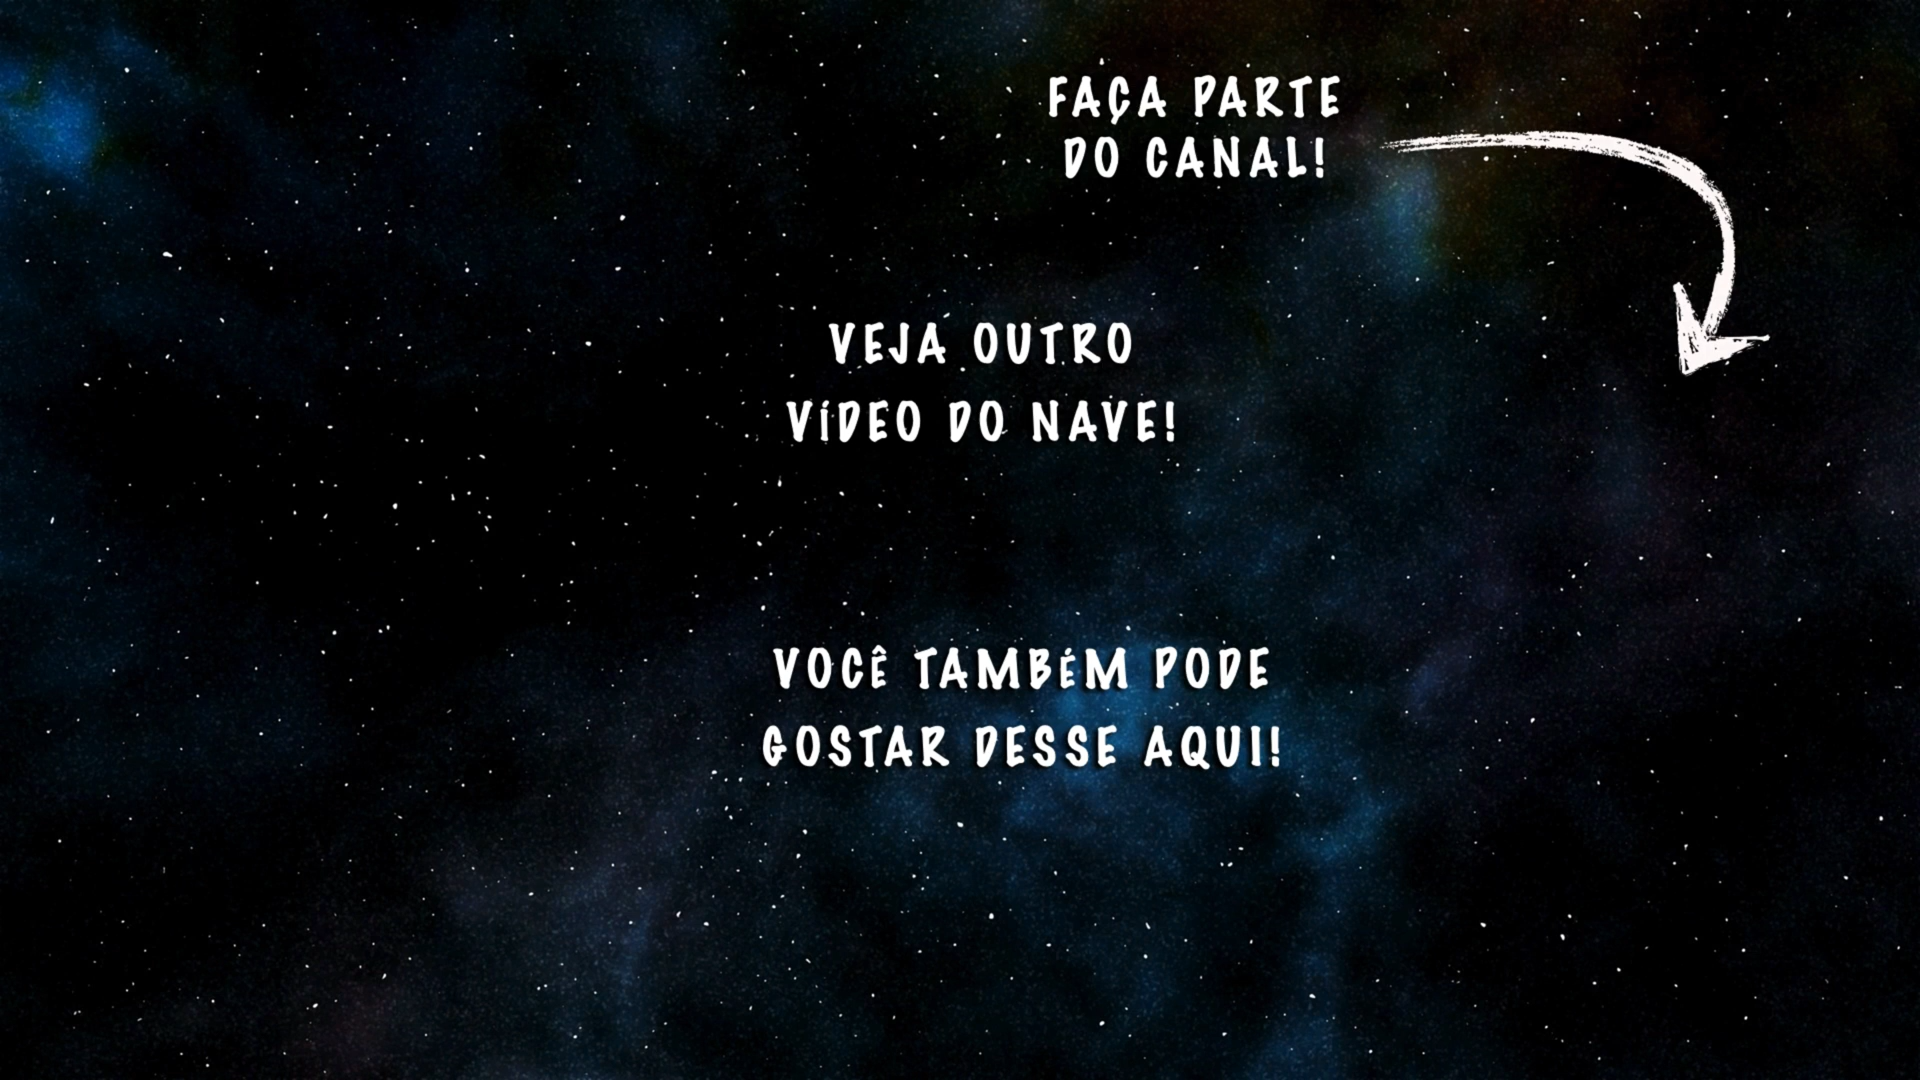 FAÇA PARTE
DO CANAL!
VEJA OUTRO
VÍDEO DO NAVE!
VOCÊ TAMBÉM PODE
GOSTAR DESSE AQUI!